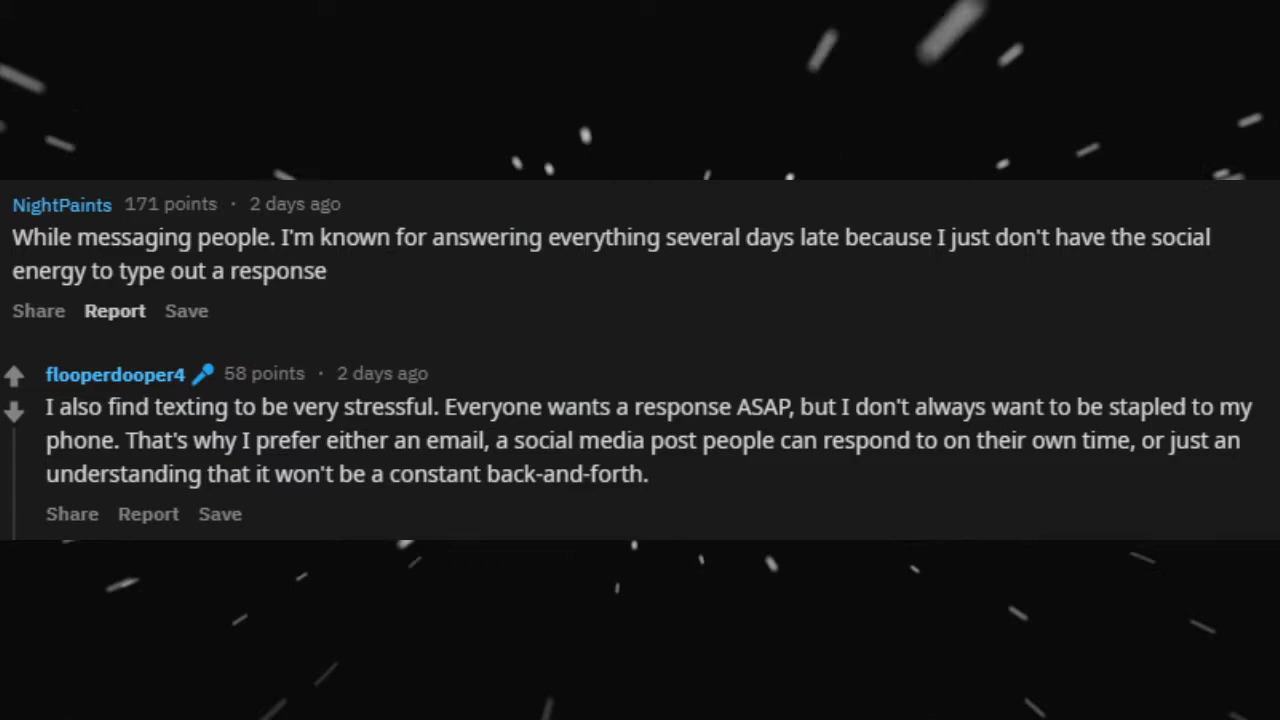 NightPaints 171 points · 2 days ago
While messaging people. I'm known for answering everything several days late because I just don't have the social
energy to type out a response
Share Report Save
flooperdooper4 58 points · 2 days ago
I also find texting to be very stressful. Everyone wants a response ASAP, but I don't always want to be stapled to my
phone. That's why I prefer either an email, a social media post people can respond to on their own time, or just an
understanding that it won't be a constant back-and-forth.
Share Report Save